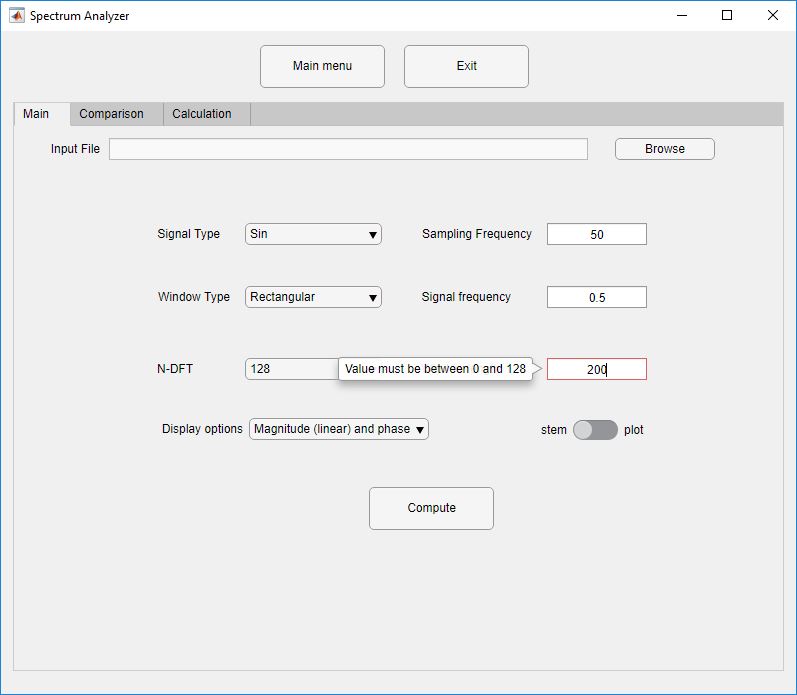 Spectrum Analyzer
Main menu Exit
Main Comparison Calculation
Input File Browse
Signal Type Sin Sampling Frequency 50
Window Type Rectangular Signal frequency 0.5
N-DFT 128 Value must be between 0 and 128 200
Display options Magnitude (linear) and phase stem plot
Compute